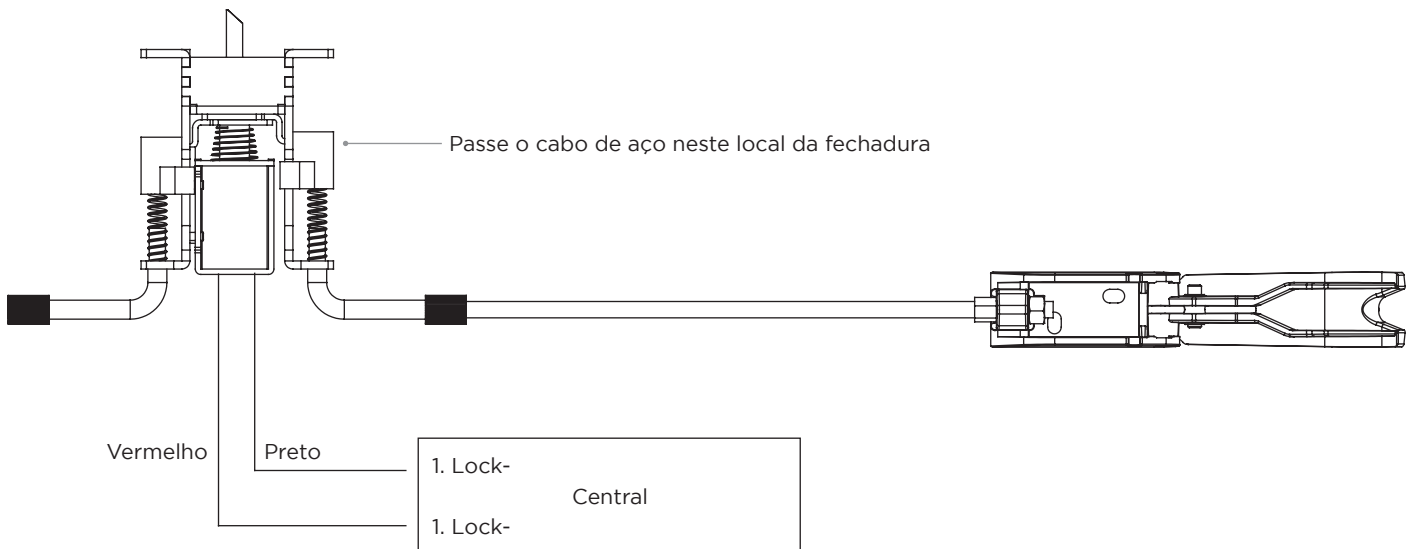 Passe o cabo de aço neste local da fechadura
Vermelho
Preto
1. Lock-
Central
1. Lock-